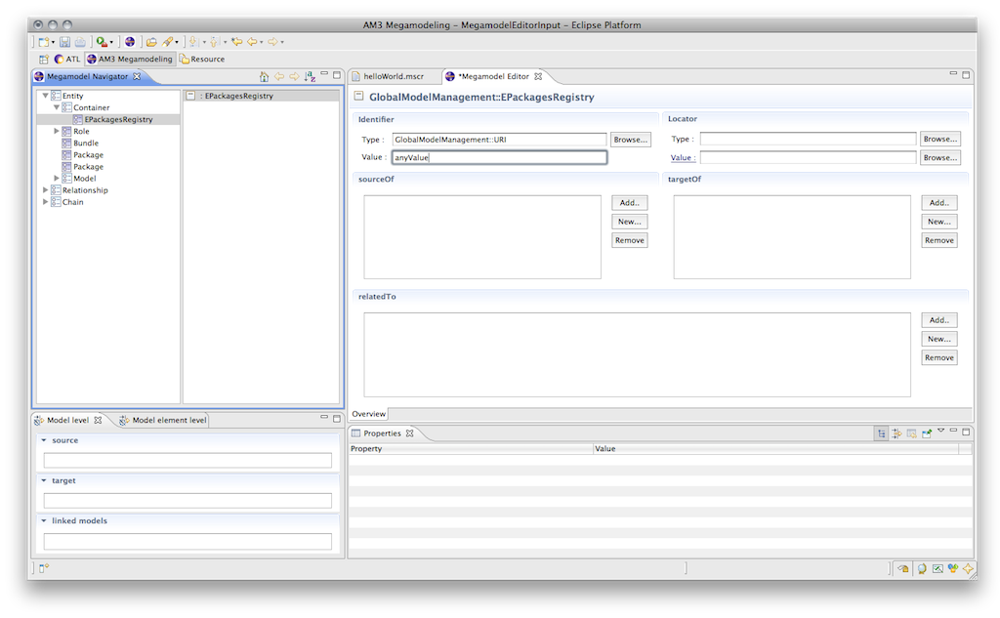 AM3 Megamodeling – MegamodelEditorInput – Eclipse Platform
ATL AM3 Megamodeling Resource
Megamodel Navigator
Entity
Container
EPackagesRegistry
Role
Bundle
Package
Package
Model
Relationship
Chain
: EPackagesRegistry
helloWorld.mscr *Megamodel Editor
GlobalModelManagement::EPackagesRegistry
Identifier
Type : GlobalModelManagement::URI Browse...
Value : anyValue
Locator
Type : Browse...
Value : Browse...
sourceOf
Add..
New...
Remove
targetOf
Add..
New...
Remove
relatedTo
Add..
New...
Remove
Overview
Model level Model element level
source
target
linked models
Properties
Property Value